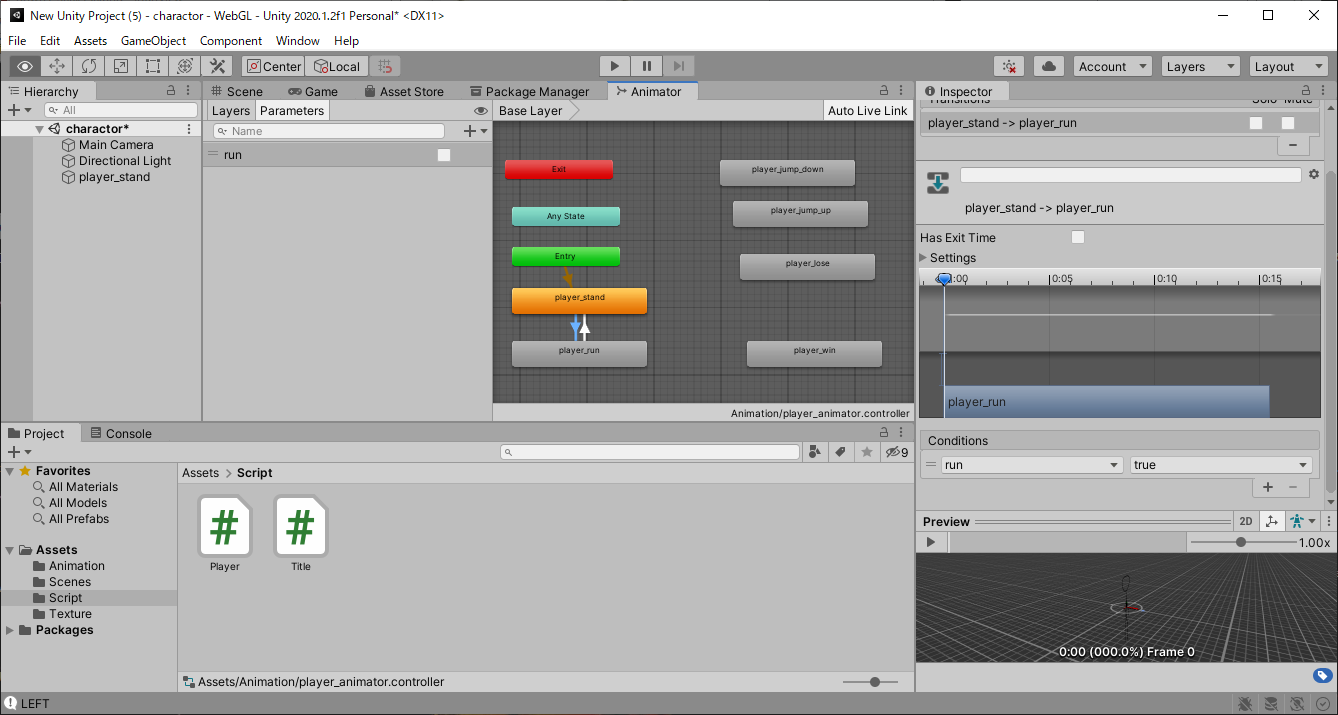 New Unity Project (5) - charactor - WebGL - Unity 2020.1.2f1 Personal* <DX11>
File Edit Assets GameObject Component Window Help
Center Local Account Layers Layout
Hierarchy
All
charactor*
Main Camera
Directional Light
player_stand
Scene Game Asset Store Package Manager Animator
Layers Parameters
Name
run
Base Layer Auto Live Link
Exit
Any State
Entry
player_stand
player_run
player_jump_down
player_jump_up
player_lose
player_win
Animation/player_animator.controller
Inspector
Transitions Solo Mute
player_stand -> player_run
player_stand -> player_run
Has Exit Time
Settings
:00 0:05 0:10 0:15
player_run
Conditions
run true
Preview 2D
1.00x
0:00 (000.0%) Frame 0
Project Console
9
Favorites
All Materials
All Models
All Prefabs
Assets
Animation
Scenes
Script
Texture
Packages
Assets > Script
# #
Player Title
Assets/Animation/player_animator.controller
LEFT